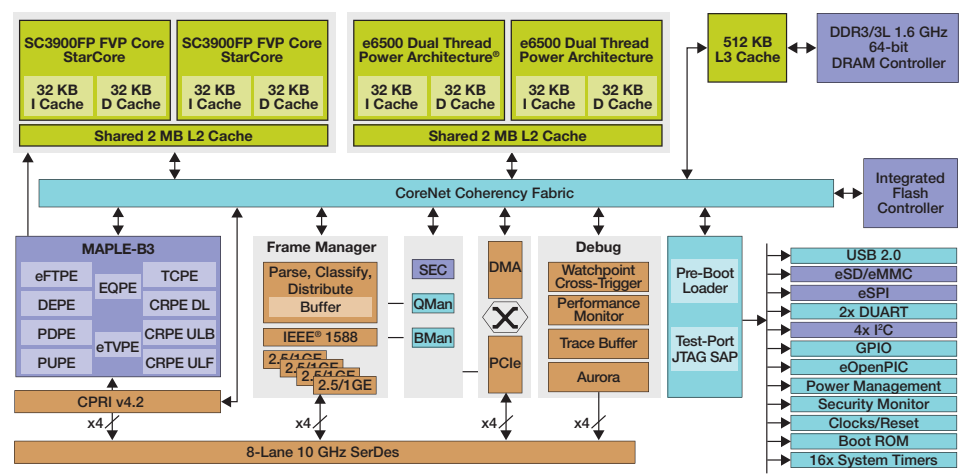 SC3900FP FVP Core
StarCore
32 KB
I Cache
32 KB
D Cache
SC3900FP FVP Core
StarCore
32 KB
I Cache
32 KB
D Cache
Shared 2 MB L2 Cache
e6500 Dual Thread
Power Architecture®
32 KB
I Cache
32 KB
D Cache
e6500 Dual Thread
Power Architecture
32 KB
I Cache
32 KB
D Cache
Shared 2 MB L2 Cache
512 KB
L3 Cache
DDR3/3L 1.6 GHz
64-bit
DRAM Controller
CoreNet Coherency Fabric
Integrated
Flash
Controller
MAPLE-B3
eFTPE
DEPE
PDPE
PUPE
EQPE
eTVPE
TCPE
CRPE DL
CRPE ULB
CRPE ULF
CPRI v4.2
Frame Manager
Parse, Classify,
Distribute
Buffer
IEEE® 1588
2.5/1GE
2.5/1GE
2.5/1GE
2.5/1GE
SEC
QMan
BMan
DMA
PCIe
Debug
Watchpoint
Cross-Trigger
Performance
Monitor
Trace Buffer
Aurora
Pre-Boot
Loader
Test-Port
JTAG SAP
USB 2.0
eSD/eMMC
eSPI
2x DUART
4x I²C
GPIO
eOpenPIC
Power Management
Security Monitor
Clocks/Reset
Boot ROM
16x System Timers
x4
x4
x4
x4
8-Lane 10 GHz SerDes